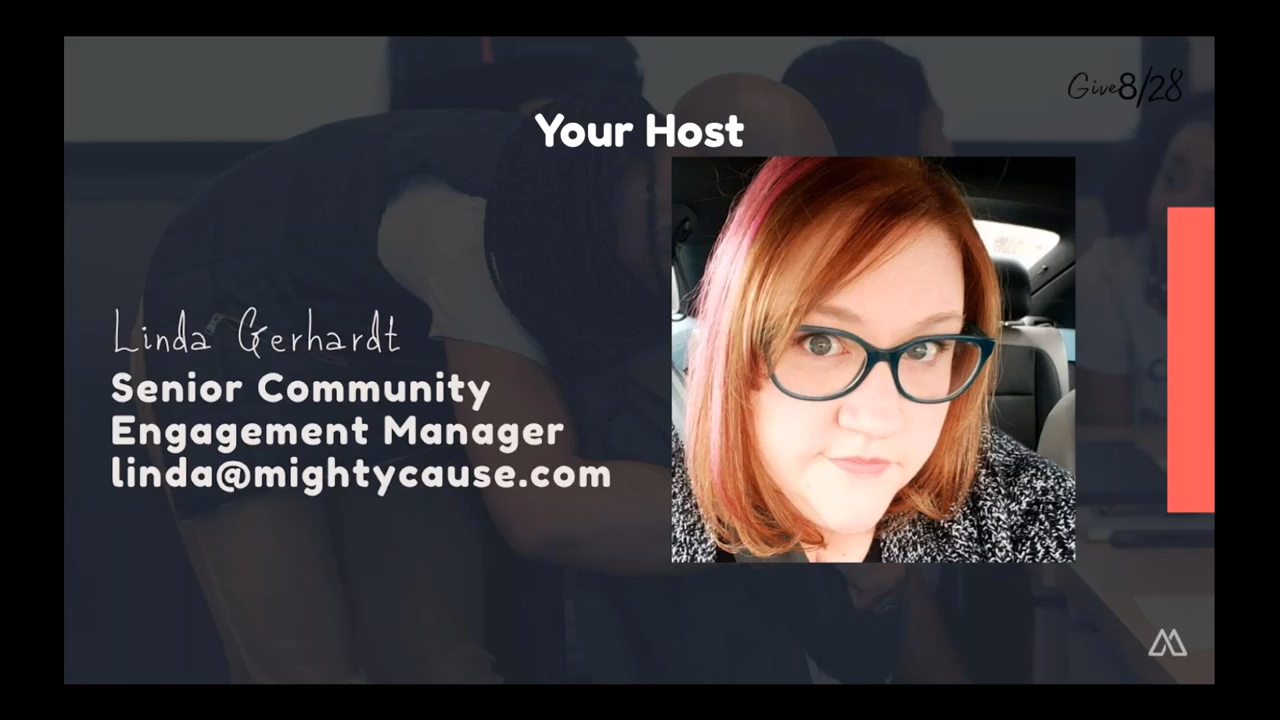 Give8/28
Your Host
Linda Gerhardt
Senior Community
Engagement Manager
linda@mightycause.com